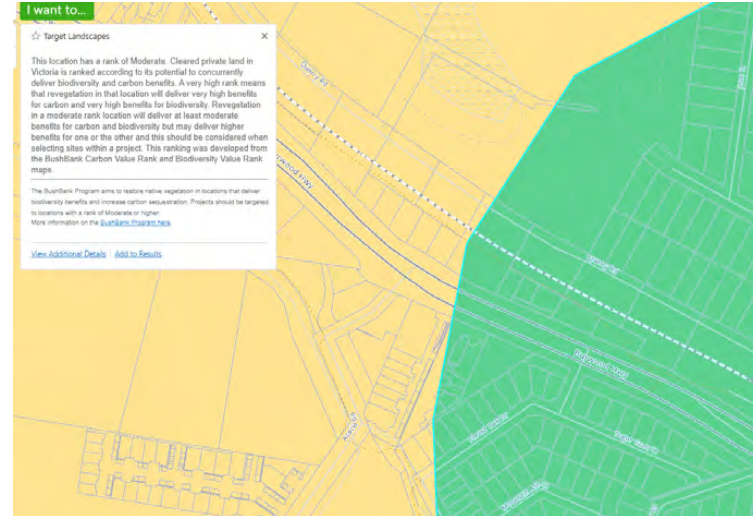 I want to...
Target Landscapes
This location has a rank of Moderate. Cleared private land in
Victoria is ranked according to its potential to concurrently
deliver biodiversity and carbon benefits. A very high rank means
that revegetation in that location will deliver very high benefits
for carbon and very high benefits for biodiversity. Revegetation
in a moderate rank location will deliver at least moderate
benefits for carbon and biodiversity but may deliver higher
benefits for one or the other and this should be considered when
selecting sites within a project. This ranking was developed from
the BushBank Carbon Value Rank and Biodiversity Value Rank
maps.
The BushBank Program aims to restore native vegetation in locations that deliver
biodiversity benefits and increase carbon sequestration. Projects should be targeted
to locations with a rank of Moderate or higher.
More information on the BushBank Program here.
View Additional Details | Add to Results
HWY
Rd